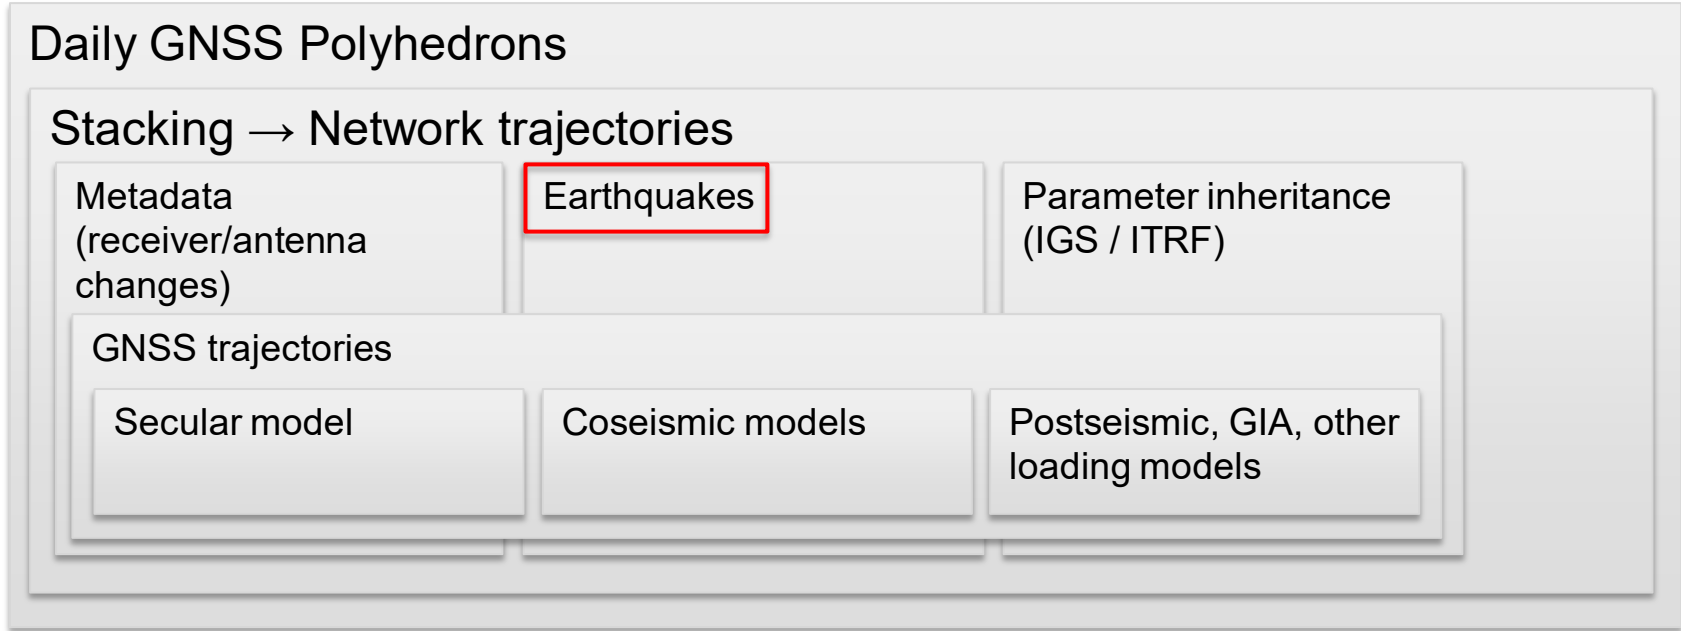 Daily GNSS Polyhedrons
Stacking → Network trajectories
Metadata
(receiver/antenna
changes)
Earthquakes
Parameter inheritance
(IGS / ITRF)
GNSS trajectories
Secular model
Coseismic models
Postseismic, GIA, other
loading models